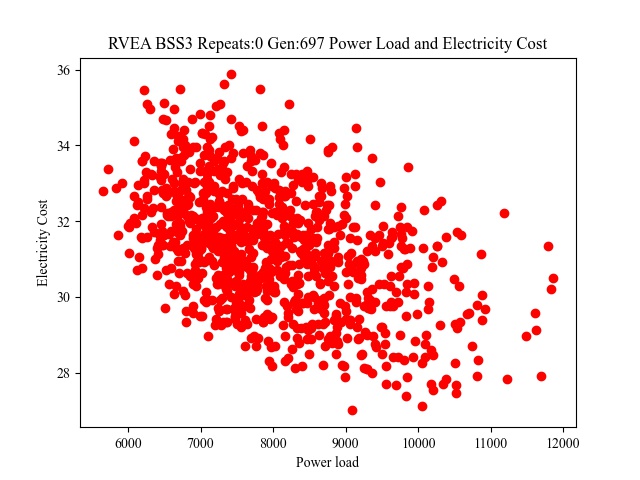 RVEA BSS3 Repeats:0 Gen:697 Power Load and Electricity Cost
36
34
32
30
28
Electricity Cost
6000 7000 8000 9000 10000 11000 12000
Power load